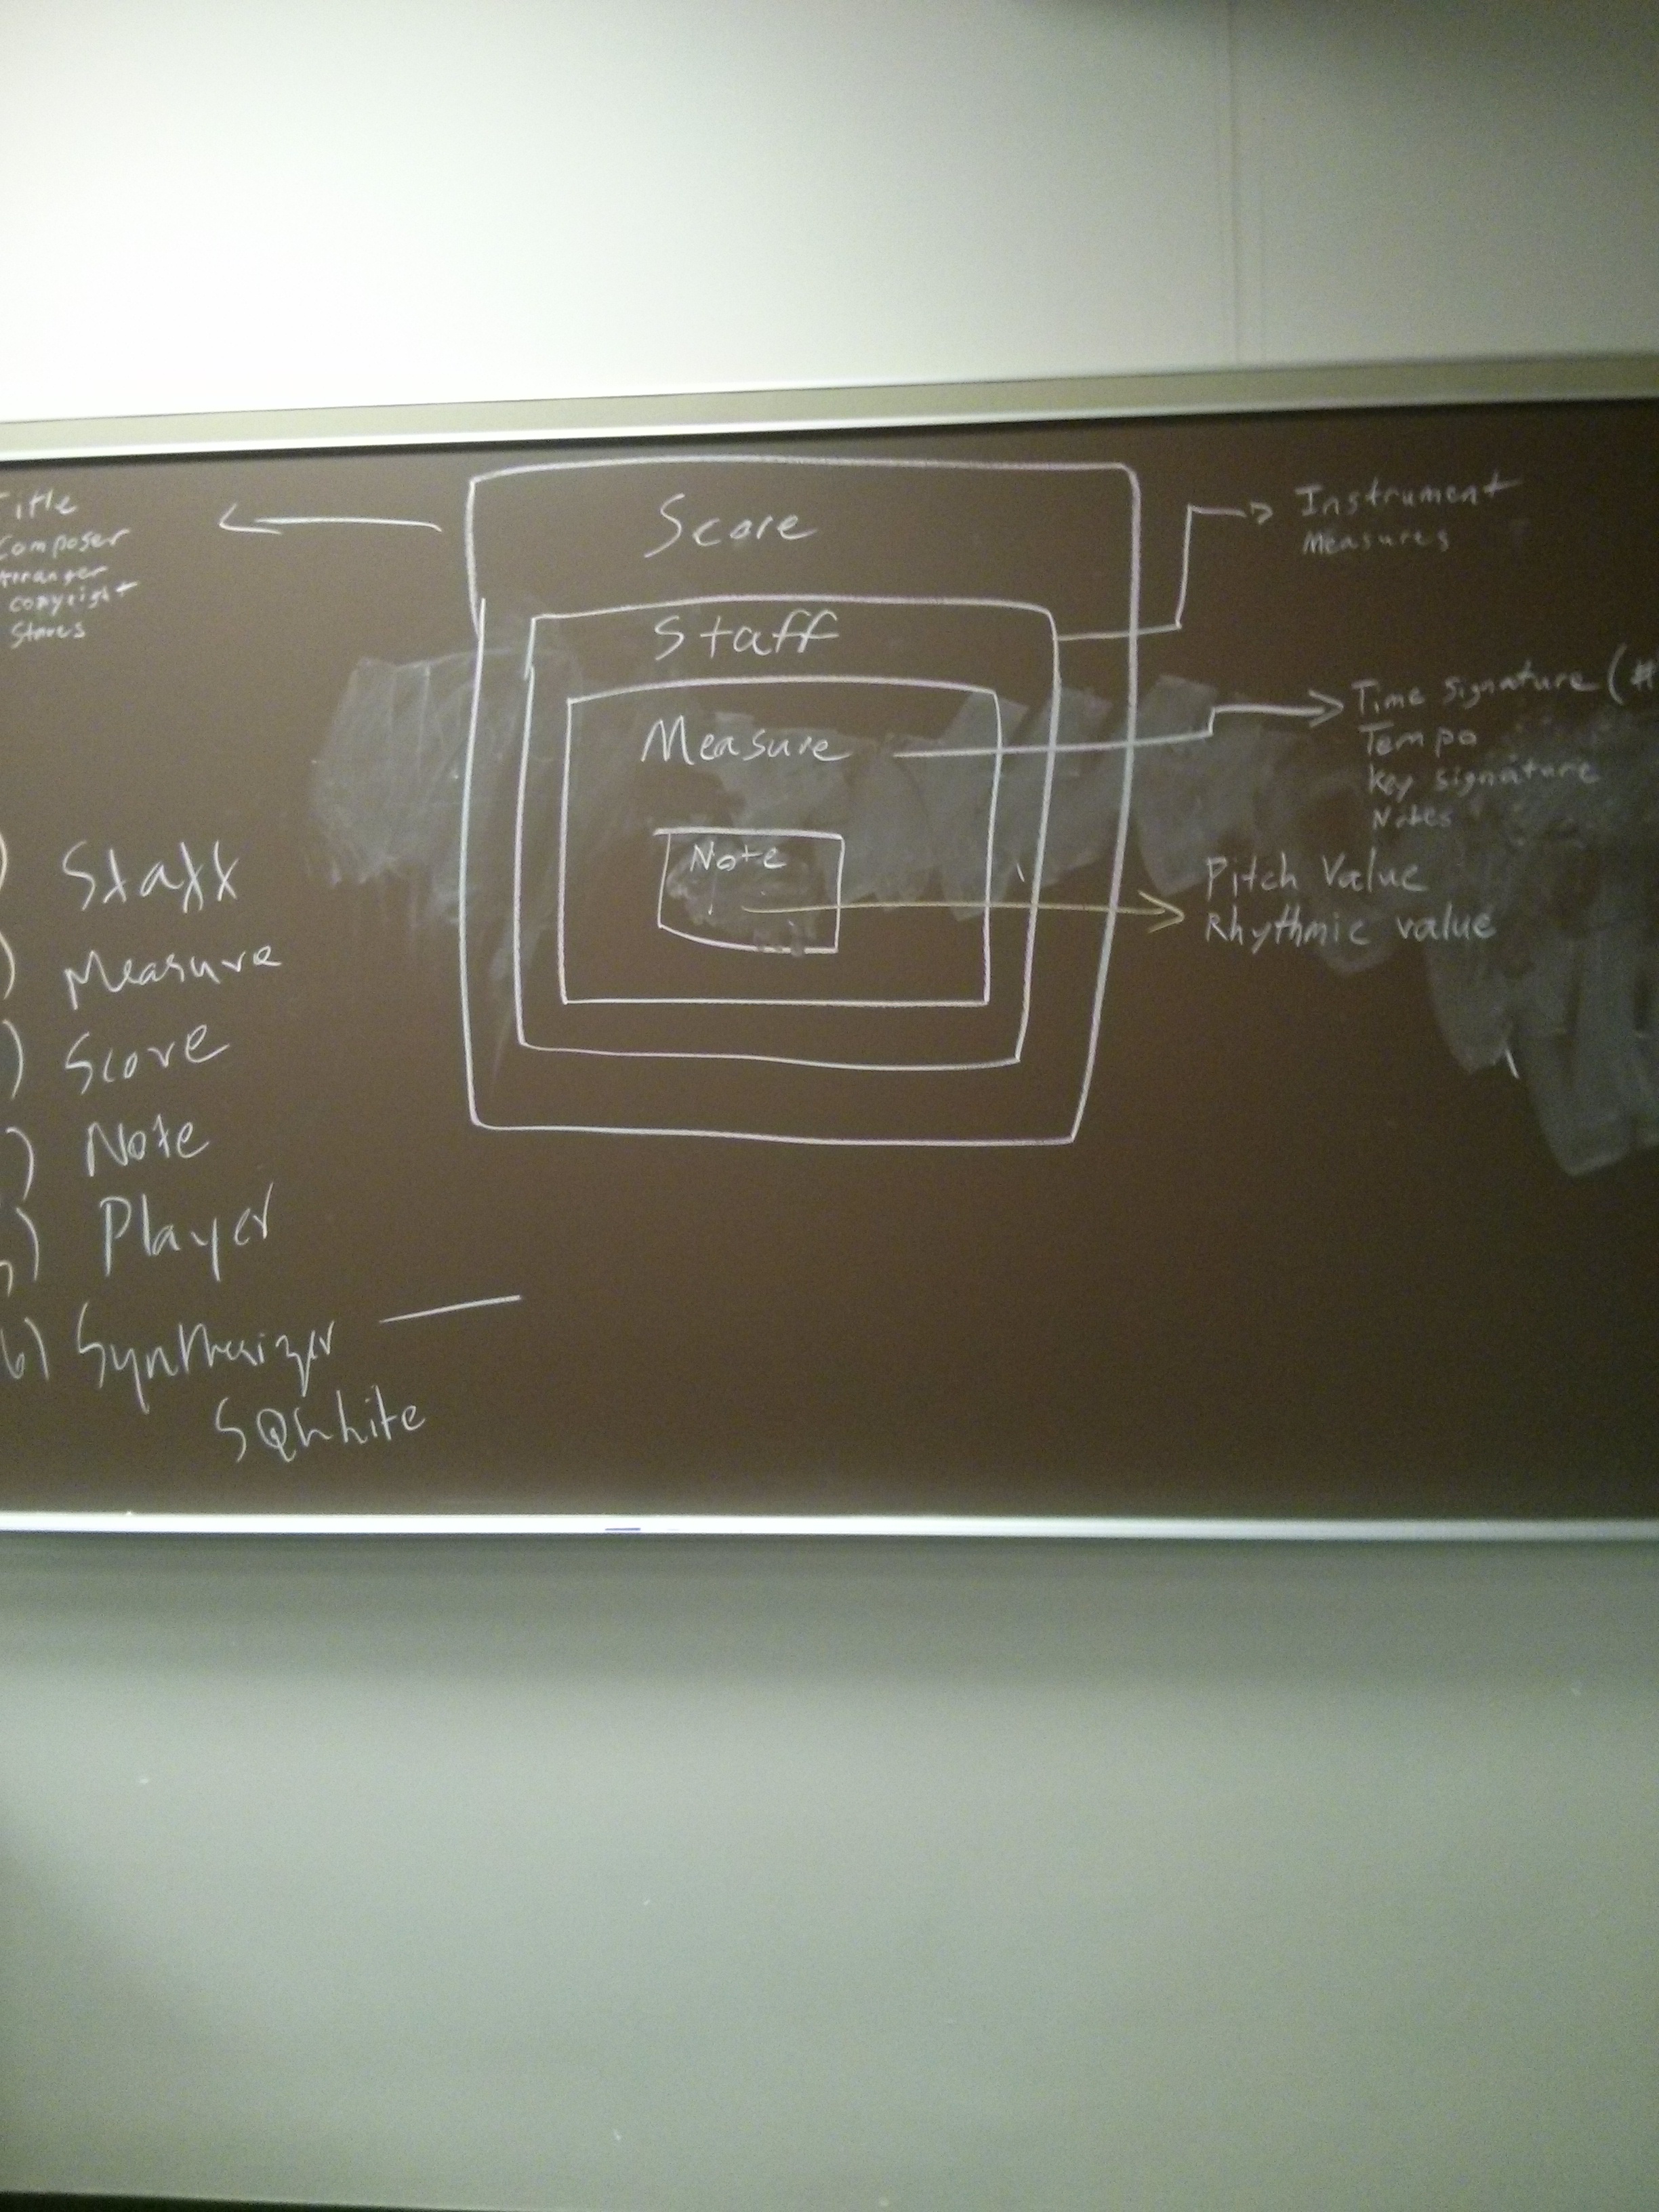 Title
Composer
Arranger
copyright
Staves
Score
Staff
Measure
Note
Instrument
Measures
Time signature (#
Tempo
Key signature
Notes
Pitch Value
Rhythmic value
) Staff
) Measure
) Score
) Note
) Player
6) Synthesizer —
SQLLite